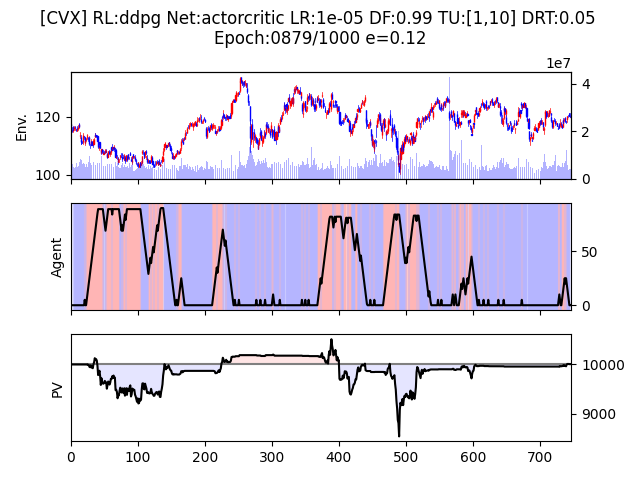 [CVX] RL:ddpg Net:actorcritic LR:1e-05 DF:0.99 TU:[1,10] DRT:0.05
Epoch:0879/1000 e=0.12
1e7
Env.
120
100
4
2
0
Agent
50
0
PV
10000
9000
0 100 200 300 400 500 600 700